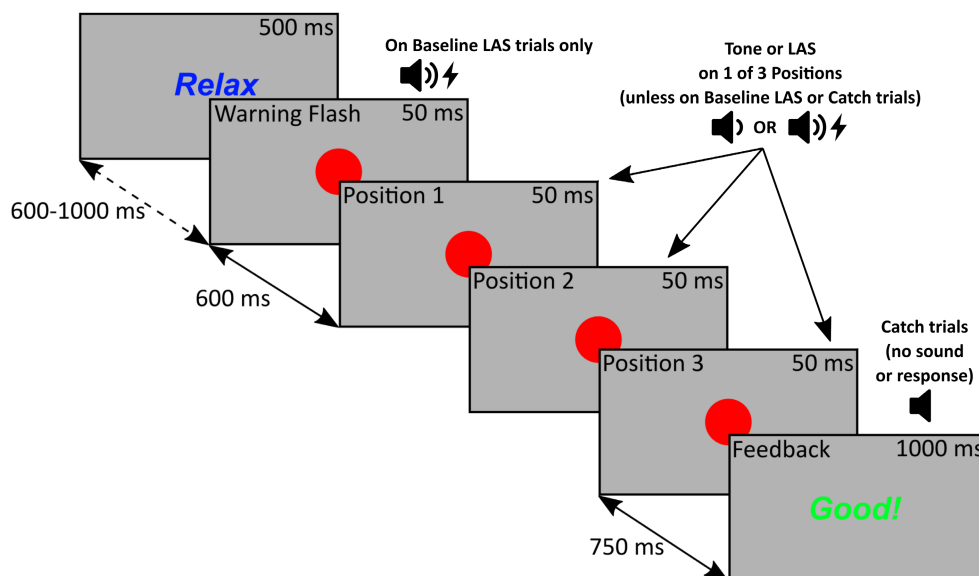 500 ms
Relax
On Baseline LAS trials only
Warning Flash 50 ms
Tone or LAS
on 1 of 3 Positions
(unless on Baseline LAS or Catch trials)
OR
Position 1 50 ms
600-1000 ms
Position 2 50 ms
600 ms
Position 3 50 ms
Catch trials
(no sound
or response)
Feedback 1000 ms
Good!
750 ms